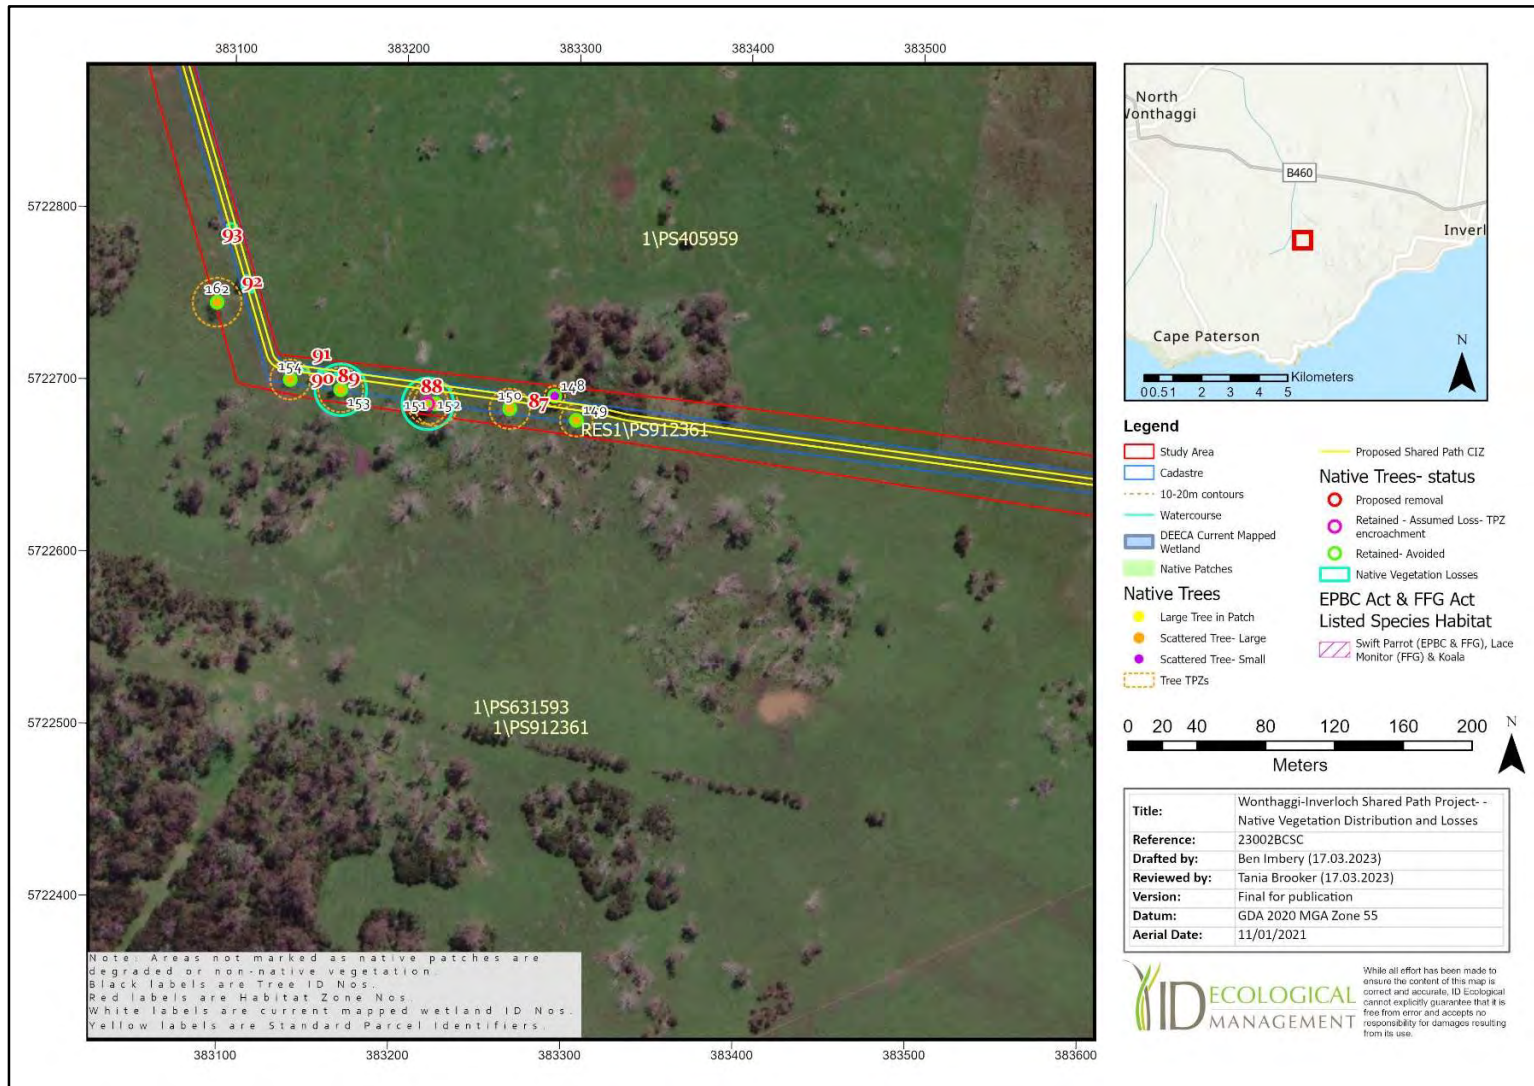 383100
383200
383300
383400
383500
5722800
5722700
5722600
5722500
5722400
1\PS405959
93
92
162
91
154
90
89
153
88
151
152
150
87
148
149
RES1\PS912361
1\PS631593
1\PS912361
Note: Areas not marked as native patches are
degraded or non-native vegetation.
Black labels are Tree ID Nos.
Red labels are Habitat Zone Nos
White labels are current mapped wetland ID Nos.
Yellow labels are Standard Parcel Identifiers.
383100
383200
383300
383400
383500
383600
North
Wonthaggi
B460
Inverl
Cape Paterson
N
0 0.5 1 2 3 4 5 Kilometers
Legend
Study Area
Cadastre
10-20m contours
Watercourse
DEECA Current Mapped
Wetland
Native Patches
Native Trees
Large Tree in Patch
Scattered Tree- Large
Scattered Tree- Small
Tree TPZs
Proposed Shared Path CIZ
Native Trees- status
Proposed removal
Retained - Assumed Loss- TPZ
encroachment
Retained- Avoided
Native Vegetation Losses
EPBC Act & FFG Act
Listed Species Habitat
Swift Parrot (EPBC & FFG), Lace
Monitor (FFG) & Koala
0 20 40 80 120 160 200
Meters
N
Title: Wonthaggi-Inverloch Shared Path Project- -
Native Vegetation Distribution and Losses
Reference: 23002BCSC
Drafted by: Ben Imbery (17.03.2023)
Reviewed by: Tania Brooker (17.03.2023)
Version: Final for publication
Datum: GDA 2020 MGA Zone 55
Aerial Date: 11/01/2021
ID ECOLOGICAL
MANAGEMENT
While all effort has been made to
ensure the content of this map is
correct and accurate, ID Ecological
cannot explicitly guarantee that it is
free from error and accepts no
responsibility for damages resulting
from its use.